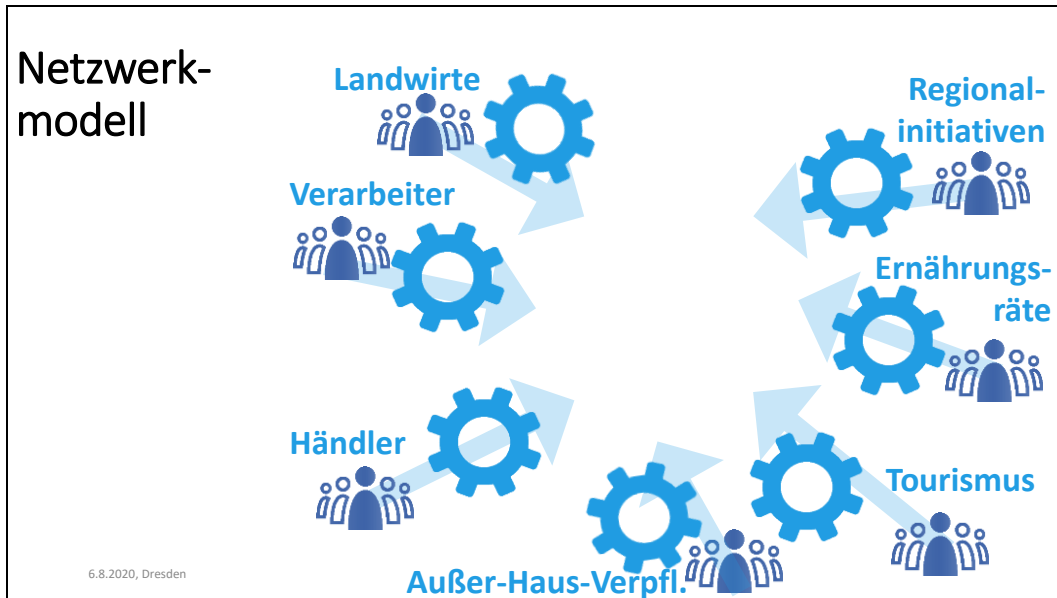 Netzwerk-
modell
Landwirte
Regional-
initiativen
Verarbeiter
Ernährungs-
räte
Händler
Tourismus
Außer-Haus-Verpfl.
6.8.2020, Dresden